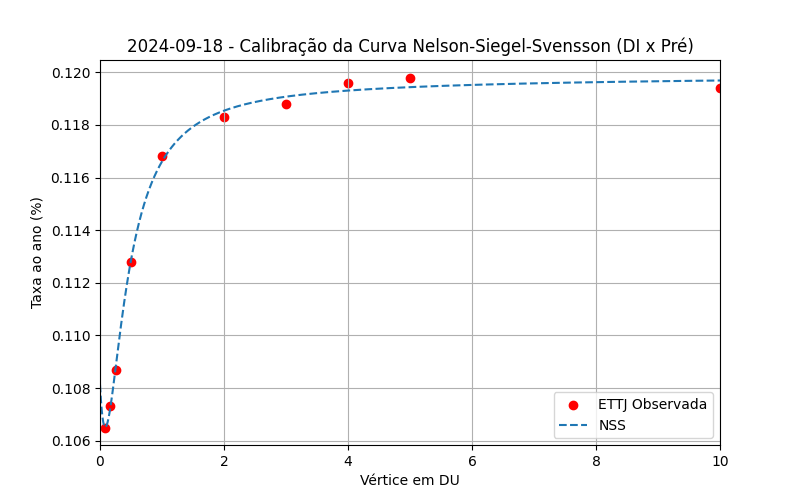 2024-09-18 - Calibração da Curva Nelson-Siegel-Svensson (DI x Pré)
Taxa ao ano (%)
0.120
0.118
0.116
0.114
0.112
0.110
0.108
0.106
ETTJ Observada
NSS
0 2 4 6 8 10
Vértice em DU